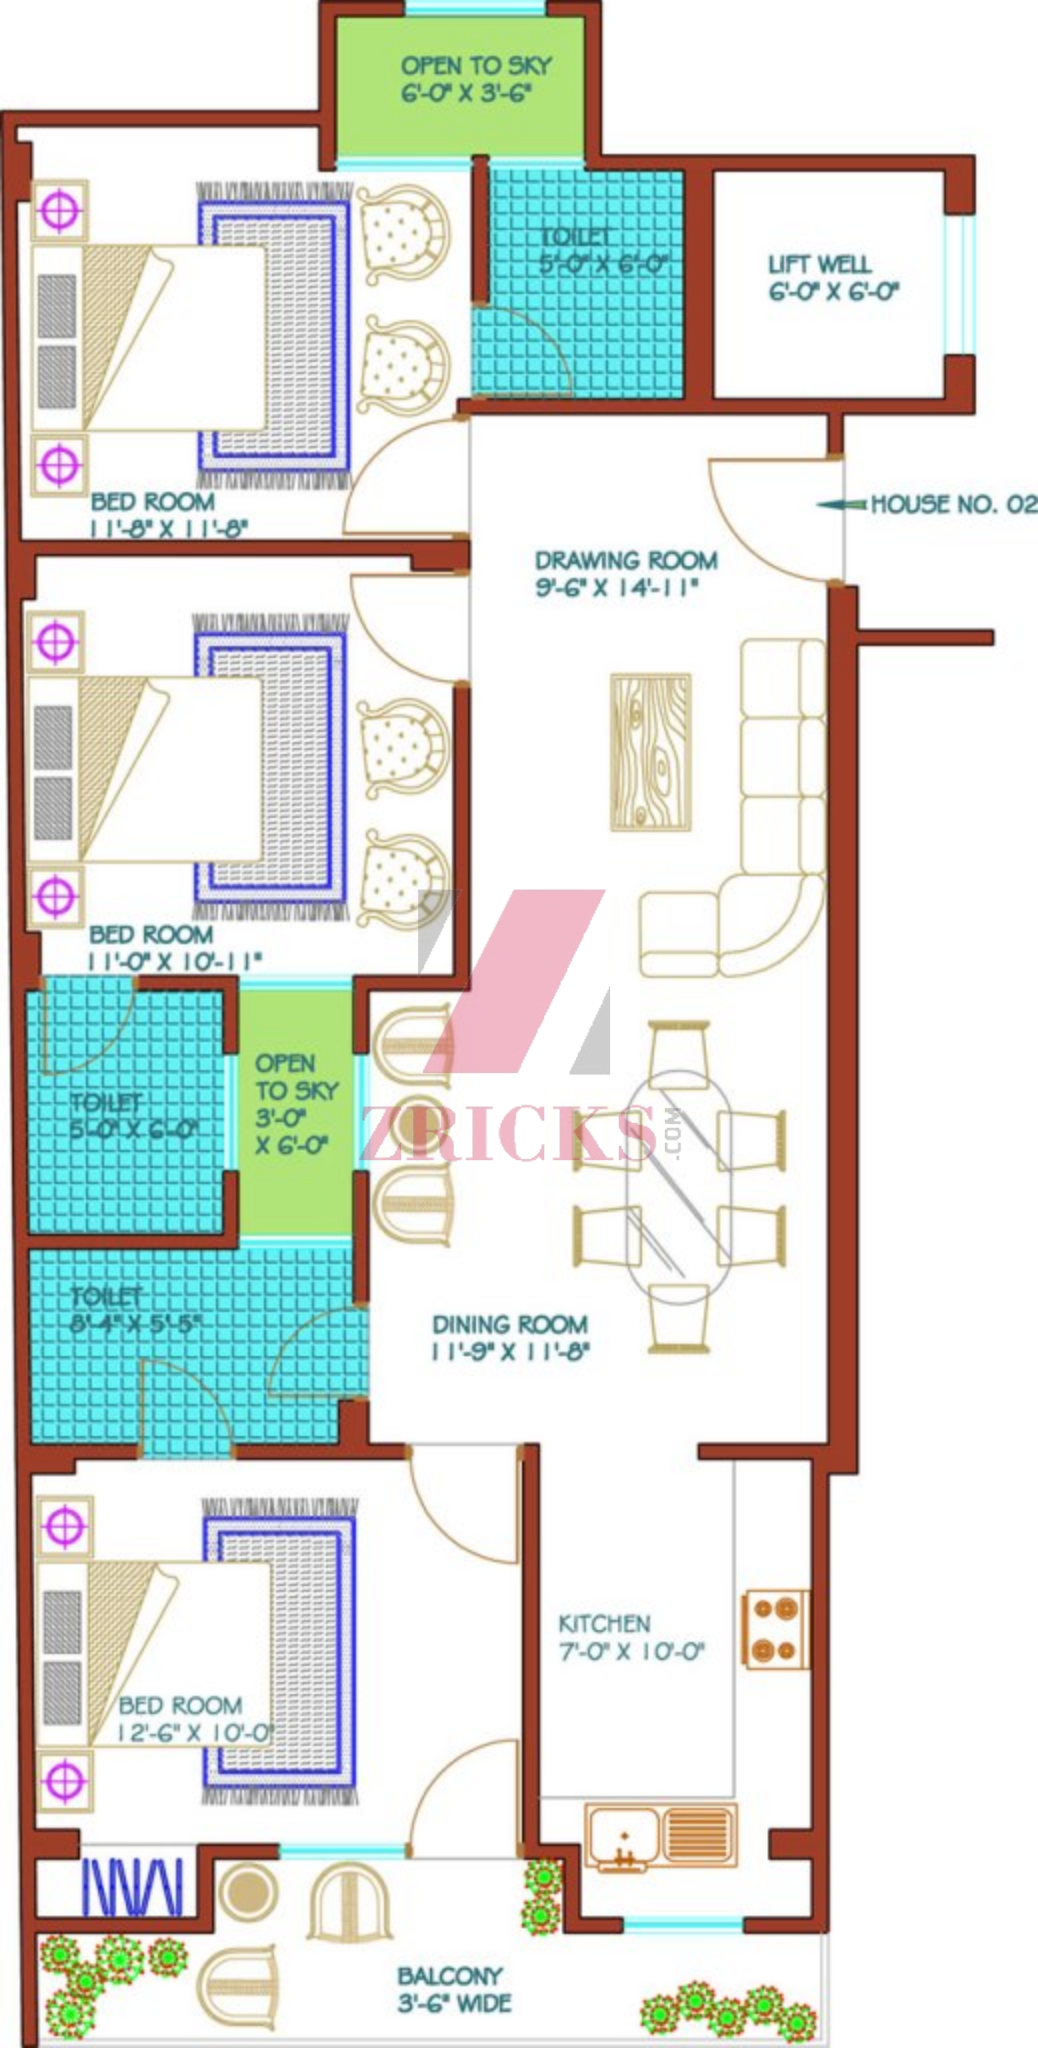 OPEN TO SKY
6'-0" X 3'-6"
TOILET
5'-0" X 6'-0"
LIFT WELL
6'-0" X 6'-0"
BED ROOM
11'-8" X 11'-8"
HOUSE NO. 02
DRAWING ROOM
9'-6" X 14'-11"
BED ROOM
11'-0" X 10'-11"
OPEN
TO SKY
3'-0"
X 6'-0"
TOILET
5'-0" X 6'-0"
ZRICKS.COM
TOILET
8'-4" X 5'-5"
DINING ROOM
11'-9" X 11'-8"
KITCHEN
7'-0" X 10'-0"
BED ROOM
12'-6" X 10'-0"
BALCONY
3'-6" WIDE